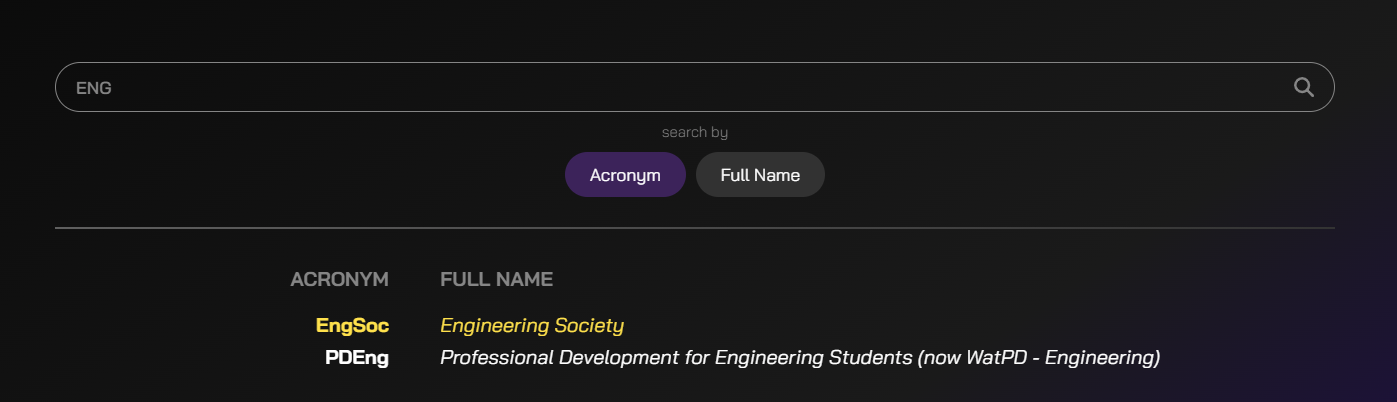 ENG
search by
Acronym Full Name
ACRONYM FULL NAME
EngSoc Engineering Society
PDEng Professional Development for Engineering Students (now WatPD - Engineering)